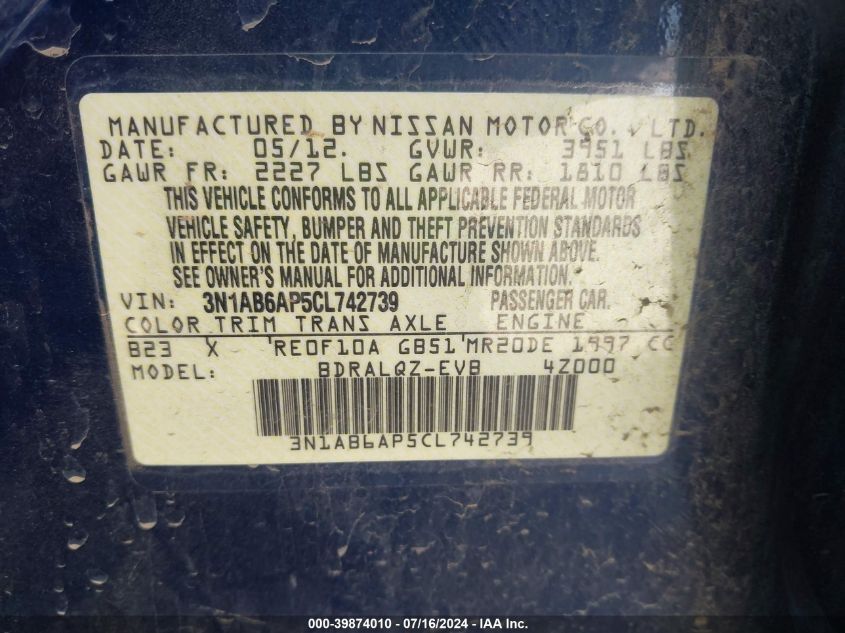 MANUFACTURED BY NISSAN MOTOR CO., LTD.
DATE: 05/12. GVWR: 3951 LBS
GAWR FR: 2227 LBS GAWR RR: 1810 LBS
THIS VEHICLE CONFORMS TO ALL APPLICABLE FEDERAL MOTOR
VEHICLE SAFETY, BUMPER AND THEFT PREVENTION STANDARDS
IN EFFECT ON THE DATE OF MANUFACTURE SHOWN ABOVE.
SEE OWNER'S MANUAL FOR ADDITIONAL INFORMATION.
VIN: 3N1AB6AP5CL742739 PASSENGER CAR.
COLOR TRIM TRANS AXLE ENGINE
B23 X 'RE0F10A GB51'MR20DE 1997 CC
MODEL: BDRALQZ-EVB 4Z000
3N1AB6AP5CL742739
000-39874010 / 07/16/2024 - IAA Inc.